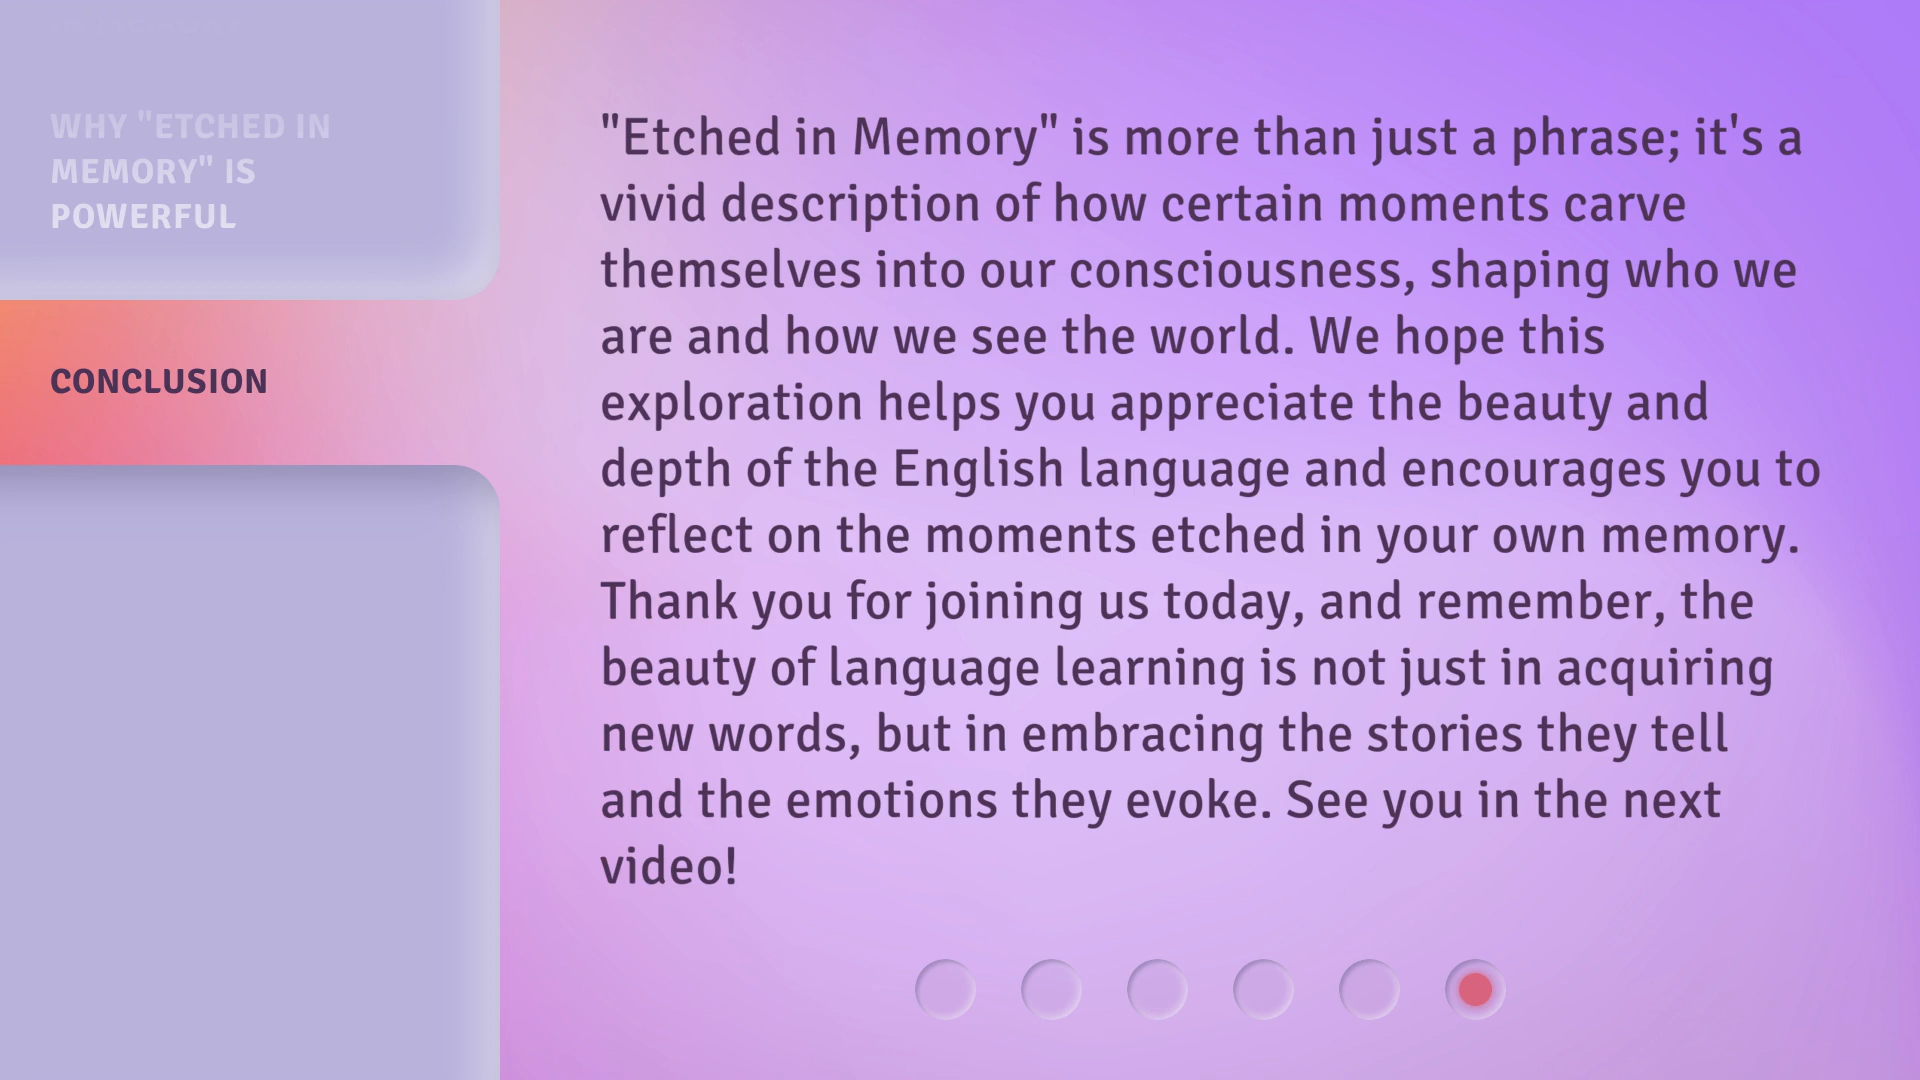 WHY "ETCHED IN
MEMORY" IS
POWERFUL
CONCLUSION
"Etched in Memory" is more than just a phrase; it's a
vivid description of how certain moments carve
themselves into our consciousness, shaping who we
are and how we see the world. We hope this
exploration helps you appreciate the beauty and
depth of the English language and encourages you to
reflect on the moments etched in your own memory.
Thank you for joining us today, and remember, the
beauty of language learning is not just in acquiring
new words, but in embracing the stories they tell
and the emotions they evoke. See you in the next
video!